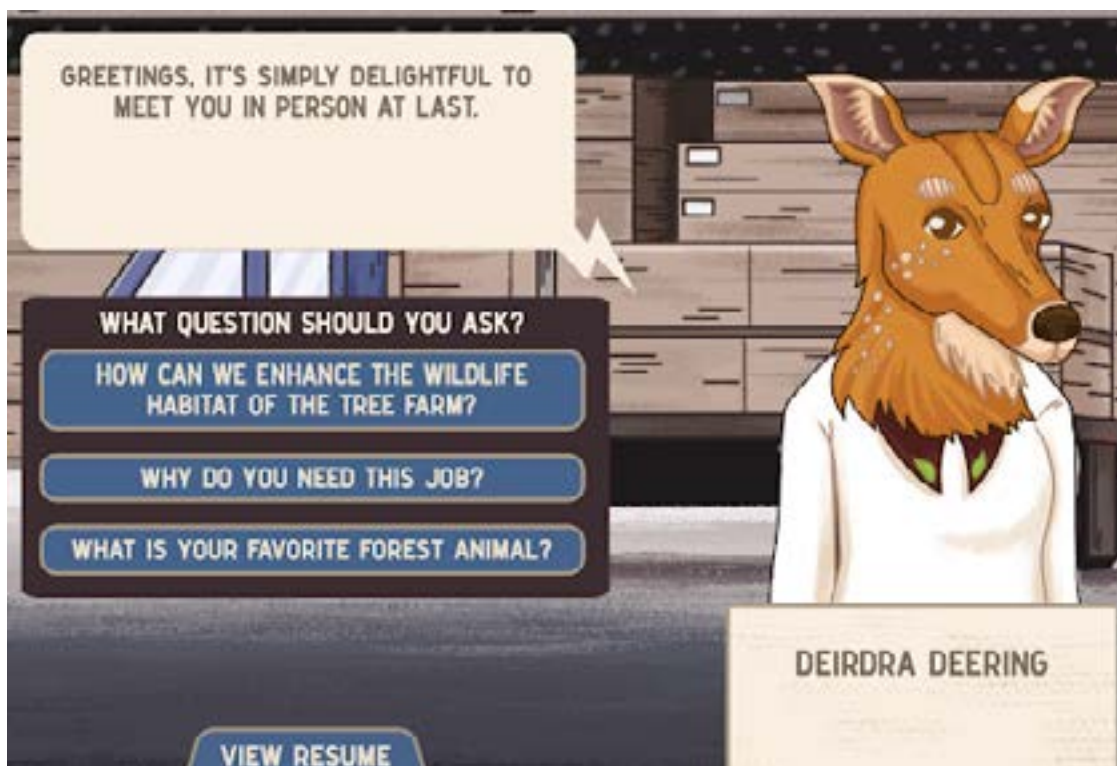 GREETINGS, IT'S SIMPLY DELIGHTFUL TO
MEET YOU IN PERSON AT LAST.
WHAT QUESTION SHOULD YOU ASK?
HOW CAN WE ENHANCE THE WILDLIFE
HABITAT OF THE TREE FARM?
WHY DO YOU NEED THIS JOB?
WHAT IS YOUR FAVORITE FOREST ANIMAL?
DEIRDRA DEERING
VIEW RESUME